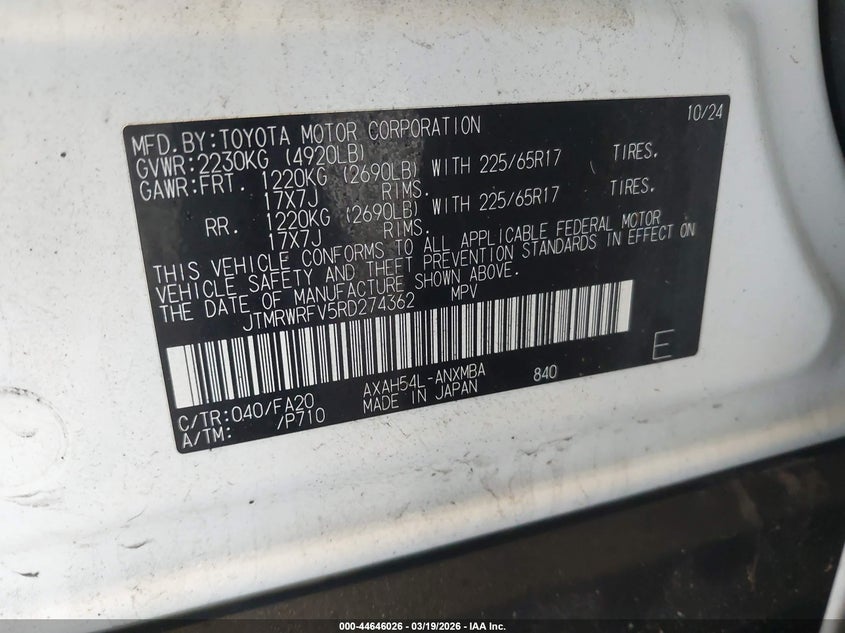 10/24
MFD.BY:TOYOTA MOTOR CORPORATION
GVWR:2230KG (4920LB)
GAWR:FRT. 1220KG (2690LB) WITH 225/65R17 TIRES.
17X7J RIMS.
RR. 1220KG (2690LB) WITH 225/65R17 TIRES.
17X7J RIMS.
THIS VEHICLE CONFORMS TO ALL APPLICABLE FEDERAL MOTOR
VEHICLE SAFETY AND THEFT PREVENTION STANDARDS IN EFFECT ON
THE DATE OF MANUFACTURE SHOWN ABOVE.
JTMRWRFV5RD274362 MPV
E
C/TR:040/FA20 AXAH54L-ANXMBA 840
A/TM: /P710 MADE IN JAPAN
000-44646026 | 03/19/2026 | IAA Inc.